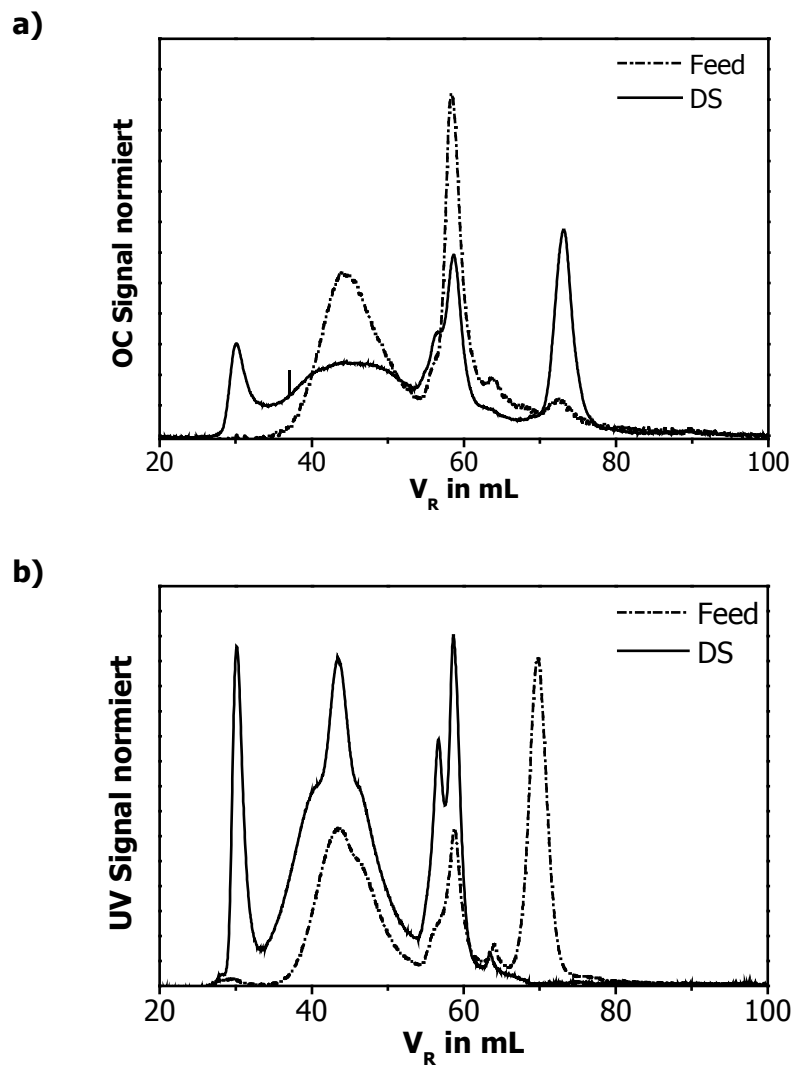 a)
OC Signal normiert
Feed
DS
20 40 60 80 100
V_R in mL
b)
UV Signal normiert
Feed
DS
20 40 60 80 100
V_R in mL